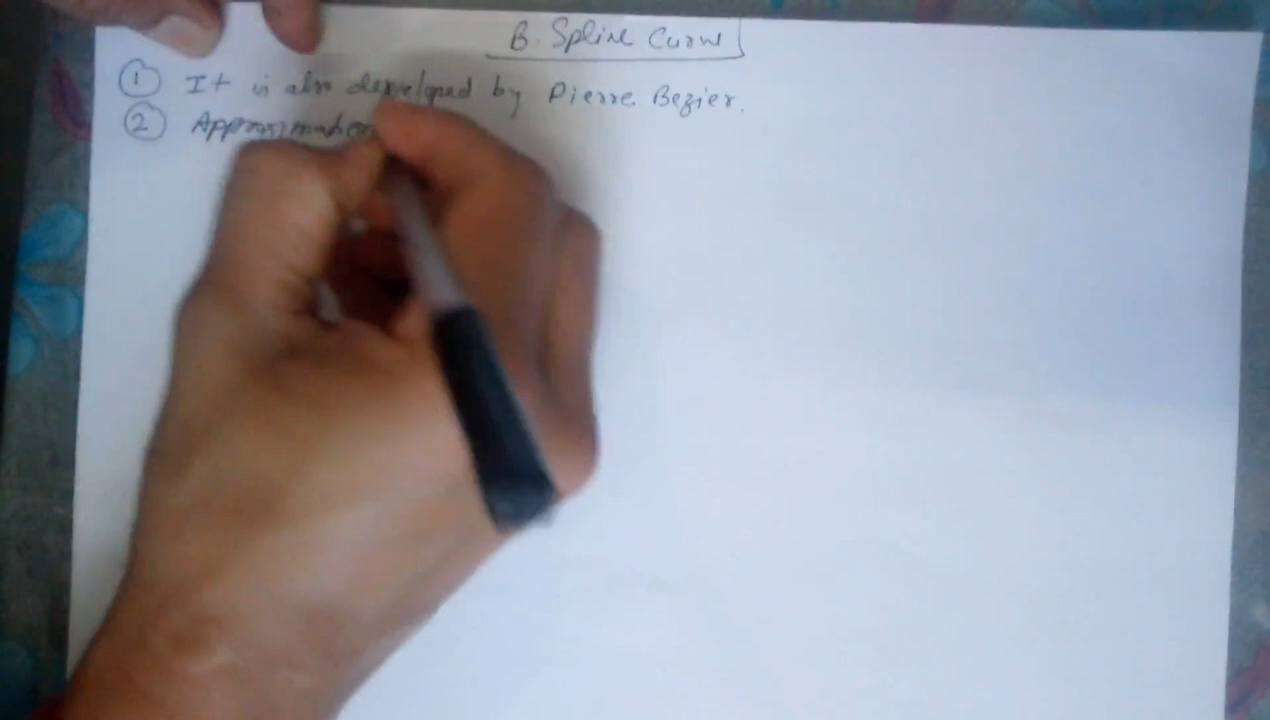 B. Spline Curve
① It is also developed by Pierre Bezier.
② Approximation